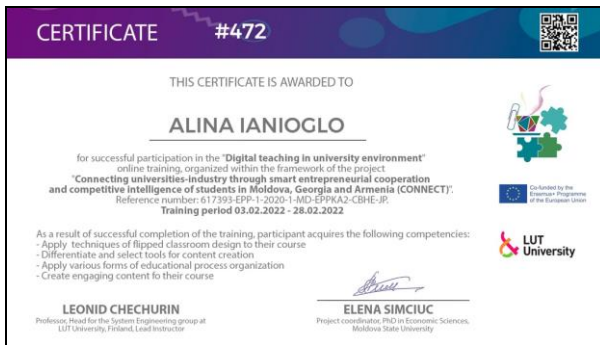 CERTIFICATE #472
THIS CERTIFICATE IS AWARDED TO
ALINA IANIOGLO
for successful participation in the "Digital teaching in university environment"
online training, organized within the framework of the project
"Connecting universities-industry through smart entrepreneurial cooperation
and competitive intelligence of students in Moldova, Georgia and Armenia (CONNECT)".
Reference number: 617393-EPP-1-2020-1-MD-EPPKA2-CBHE-JP.
Training period 03.02.2022 - 28.02.2022
Co-funded by the
Erasmus+ Programme
of the European Union
As a result of successful completion of the training, participant acquires the following competencies:
- Apply techniques of flipped classroom design to their course
- Differentiate and select tools for content creation
- Apply various forms of educational process organization
- Create engaging content fo their course
LUT
University
LEONID CHECHURIN
Professor, Head for the System Engineering group at
LUT University, Finland, Lead Instructor
ELENA SIMCIUC
Project coordinator, PhD in Economic Sciences,
Moldova State University